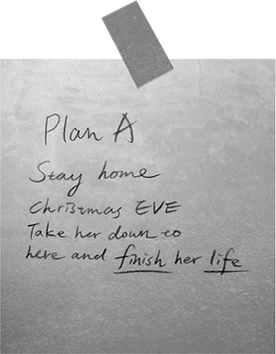 Plan A
Stay home
Christmas EVE
Take her down to
here and finish her life